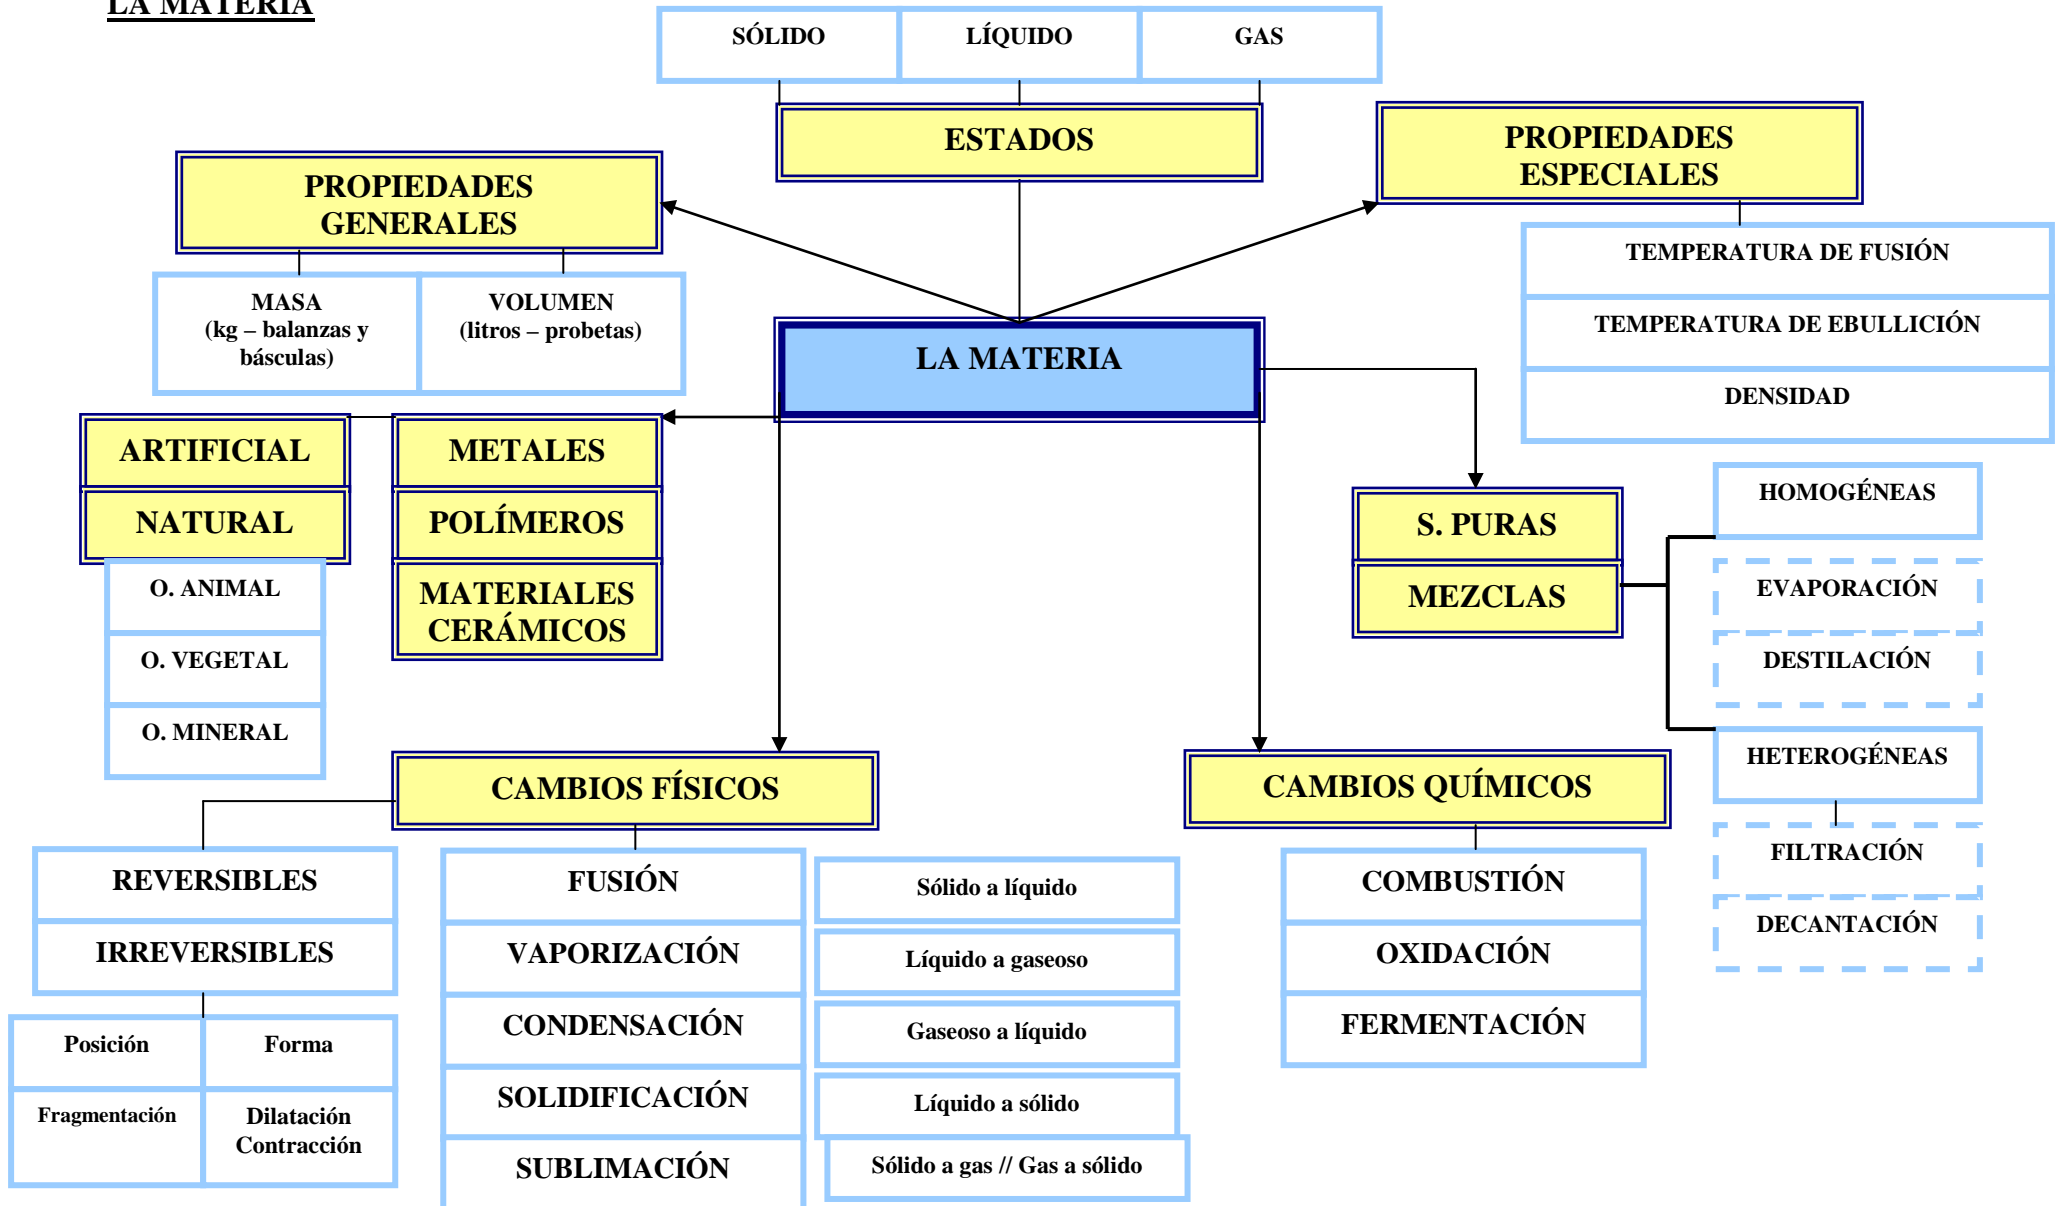 LA MATERIA
SÓLIDO
LÍQUIDO
GAS
ESTADOS
PROPIEDADES
ESPECIALES
PROPIEDADES
GENERALES
TEMPERATURA DE FUSIÓN
TEMPERATURA DE EBULLICIÓN
DENSIDAD
MASA
(kg – balanzas y
básculas)
VOLUMEN
(litros – probetas)
LA MATERIA
ARTIFICIAL
NATURAL
O. ANIMAL
O. VEGETAL
O. MINERAL
METALES
POLÍMEROS
MATERIALES
CERÁMICOS
S. PURAS
MEZCLAS
HOMOGÉNEAS
EVAPORACIÓN
DESTILACIÓN
HETEROGÉNEAS
FILTRACIÓN
DECANTACIÓN
CAMBIOS FÍSICOS
CAMBIOS QUÍMICOS
REVERSIBLES
IRREVERSIBLES
Posición
Forma
Fragmentación
Dilatación
Contracción
FUSIÓN
Sólido a líquido
VAPORIZACIÓN
Líquido a gaseoso
CONDENSACIÓN
Gaseoso a líquido
SOLIDIFICACIÓN
Líquido a sólido
SUBLIMACIÓN
Sólido a gas // Gas a sólido
COMBUSTIÓN
OXIDACIÓN
FERMENTACIÓN